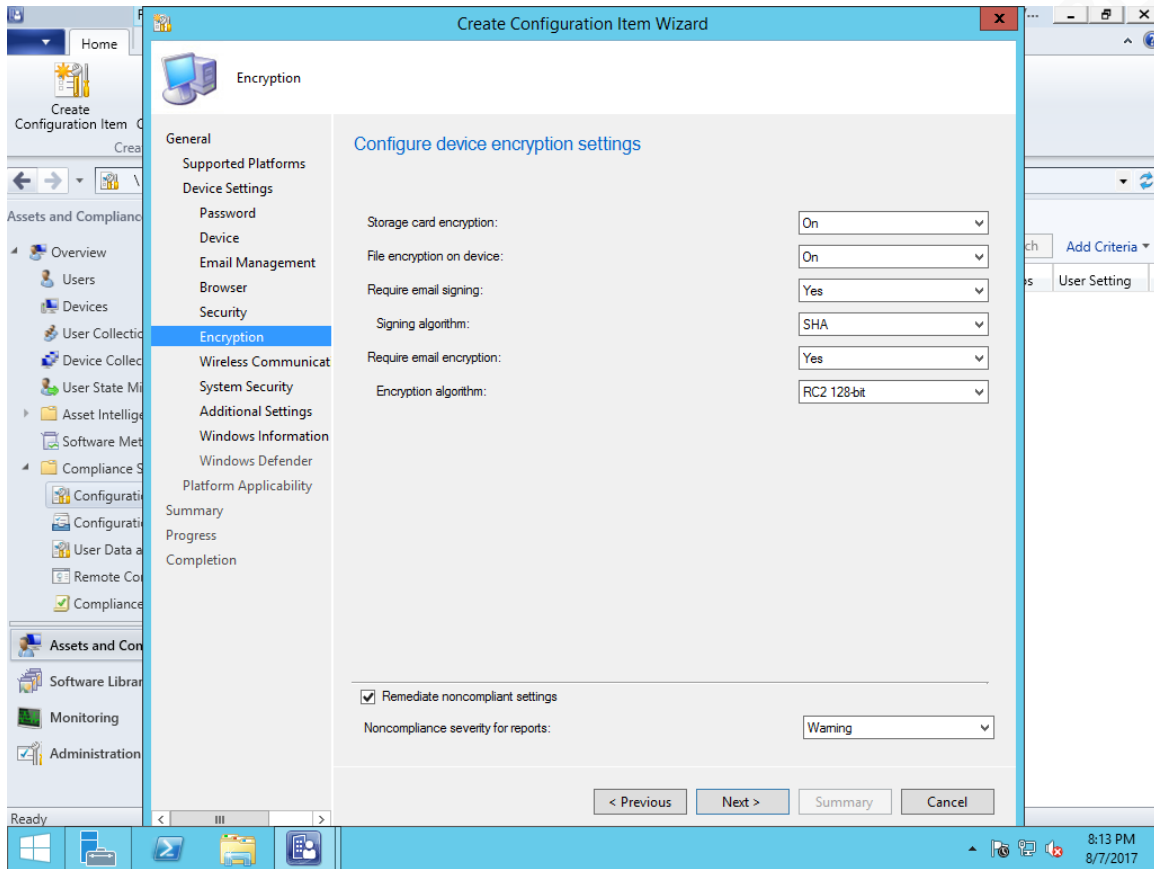 Create Configuration Item Wizard
Home
Create
Configuration Item
Crea
Assets and Complianc
Overview
Users
Devices
User Collectic
Device Collec
User State Mi
Asset Intellige
Software Met
Compliance S
Configurati
Configurati
User Data a
Remote Co
Compliance
Assets and Con
Software Librar
Monitoring
Administration
Ready
Encryption
General
Supported Platforms
Device Settings
Password
Device
Email Management
Browser
Security
Encryption
Wireless Communicat
System Security
Additional Settings
Windows Information
Windows Defender
Platform Applicability
Summary
Progress
Completion
Configure device encryption settings
Storage card encryption: On
File encryption on device: On
Require email signing: Yes
Signing algorithm: SHA
Require email encryption: Yes
Encryption algorithm: RC2 128-bit
Remediate noncompliant settings
Noncompliance severity for reports: Warning
< Previous
Next >
Summary
Cancel
ch
Add Criteria
User Setting
8:13 PM
8/7/2017